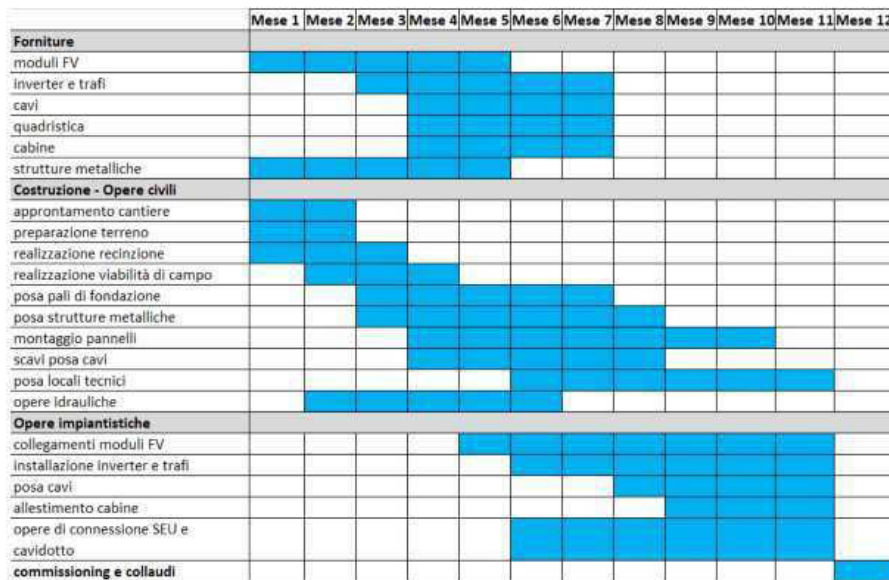 Mese 1 Mese 2 Mese 3 Mese 4 Mese 5 Mese 6 Mese 7 Mese 8 Mese 9 Mese 10 Mese 11 Mese 12
Forniture
moduli FV
inverter e trafi
cavi
quadristica
cabine
strutture metalliche
Costruzione - Opere civili
approntamento cantiere
preparazione terreno
realizzazione recinzione
realizzazione viabilità di campo
posa pali di fondazione
posa strutture metalliche
montaggio pannelli
scavi posa cavi
posa locali tecnici
opere idrauliche
Opere impiantistiche
collegamenti moduli FV
installazione inverter e trafi
posa cavi
allestimento cabine
opere di connessione SEU e
cavidotto
commissioning e collaudi